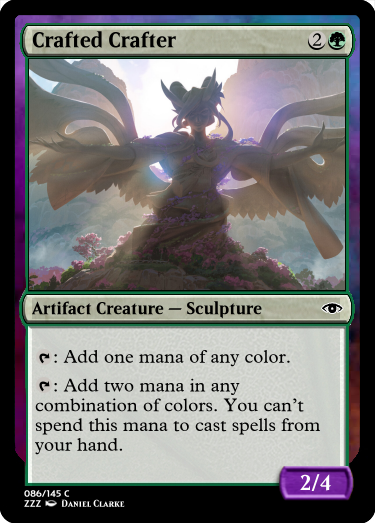 Crafted Crafter 2
Artifact Creature — Sculpture
: Add one mana of any color.
: Add two mana in any
combination of colors. You can't
spend this mana to cast spells from
your hand.
2/4
086/145 C
ZZZ Daniel Clarke